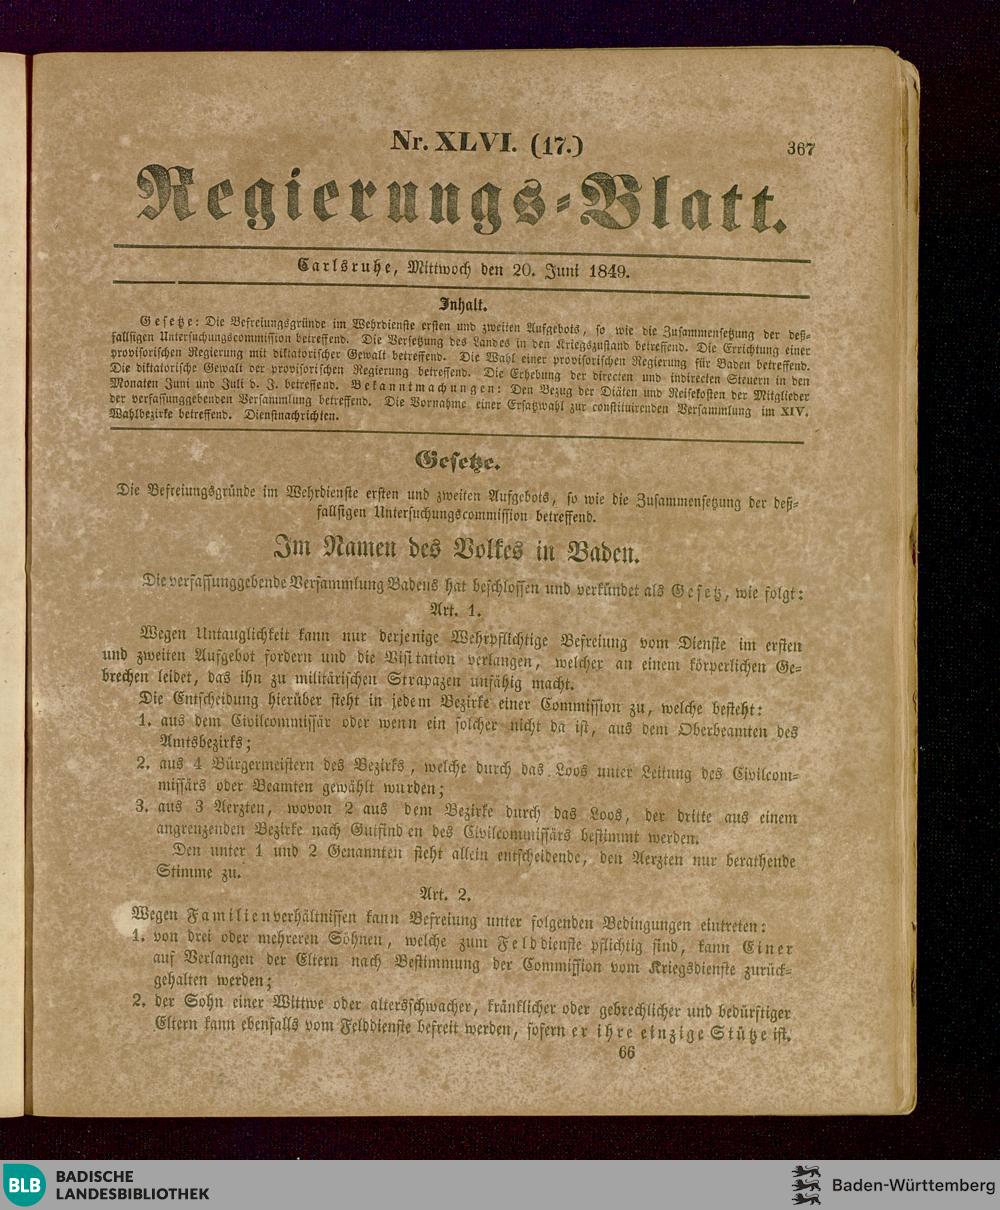 Nr. XLVI. (17.)
367
Regierungs-Blatt.
Carlsruhe, Mittwoch den 20. Juni 1849.
Inhalt.
Gesetze: Die Befreiungsgründe im Wehrdienste ersten und zweiten Aufgebots, so wie die Zusammensetzung der deß-
fallsigen Untersuchungscommission betreffend. Die Versetzung des Landes in den Kriegszustand betreffend. Die Errichtung einer
provisorischen Regierung mit diktatorischer Gewalt betreffend. Die Wahl einer provisorischen Regierung für Baden betreffend.
Die diktatorische Gewalt der provisorischen Regierung betreffend. Die Erhebung der directen und indirecten Steuern in den
Monaten Juni und Juli d. J. betreffend. Bekanntmachungen: Den Bezug der Diäten und Reisekosten der Mitglieder
der verfassunggebenden Versammlung betreffend. Die Vornahme einer Ersatzwahl zur constituirenden Versammlung im XIV.
Wahlbezirke betreffend. Dienstnachrichten.
Gesetze.
Die Befreiungsgründe im Wehrdienste ersten und zweiten Aufgebots, so wie die Zusammensetzung der deß-
fallsigen Untersuchungscommission betreffend.
Im Namen des Volkes in Baden.
Die verfassunggebende Versammlung Badens hat beschlossen und verkündet als Gesetz, wie folgt:
Art. 1.
Wegen Untauglichkeit kann nur derjenige Wehrpflichtige Befreiung vom Dienste im ersten
und zweiten Aufgebot fordern und die Visitation verlangen, welcher an einem körperlichen Ge-
brechen leidet, das ihn zu militärischen Strapazen unfähig macht.
Die Entscheidung hierüber steht in jedem Bezirke einer Commission zu, welche besteht:
1. aus dem Civilcommissär oder wenn ein solcher nicht da ist, aus dem Oberbeamten des
Amtsbezirks;
2. aus 4 Bürgermeistern des Bezirks, welche durch das Loos unter Leitung des Civilcom-
missärs oder Beamten gewählt wurden;
3. aus 3 Aerzten, wovon 2 aus dem Bezirke durch das Loos, der dritte aus einem
angrenzenden Bezirke nach Gutfinden des Civilcommissärs bestimmt werden.
Den unter 1 und 2 Genannten steht allein entscheidende, den Aerzten nur berathende
Stimme zu.
Art. 2.
Wegen Familienverhältnissen kann Befreiung unter folgenden Bedingungen eintreten:
1. von drei oder mehreren Söhnen, welche zum Felddienste pflichtig sind, kann Einer
auf Verlangen der Eltern nach Bestimmung der Commission vom Kriegsdienste zurück-
gehalten werden;
2. der Sohn einer Wittwe oder altersschwacher, kränklicher oder gebrechlicher und bedürftiger
Eltern kann ebenfalls vom Felddienste befreit werden, sofern er ihre einzige Stütze ist.
66
BLB BADISCHE
LANDESBIBLIOTHEK
Baden-Württemberg